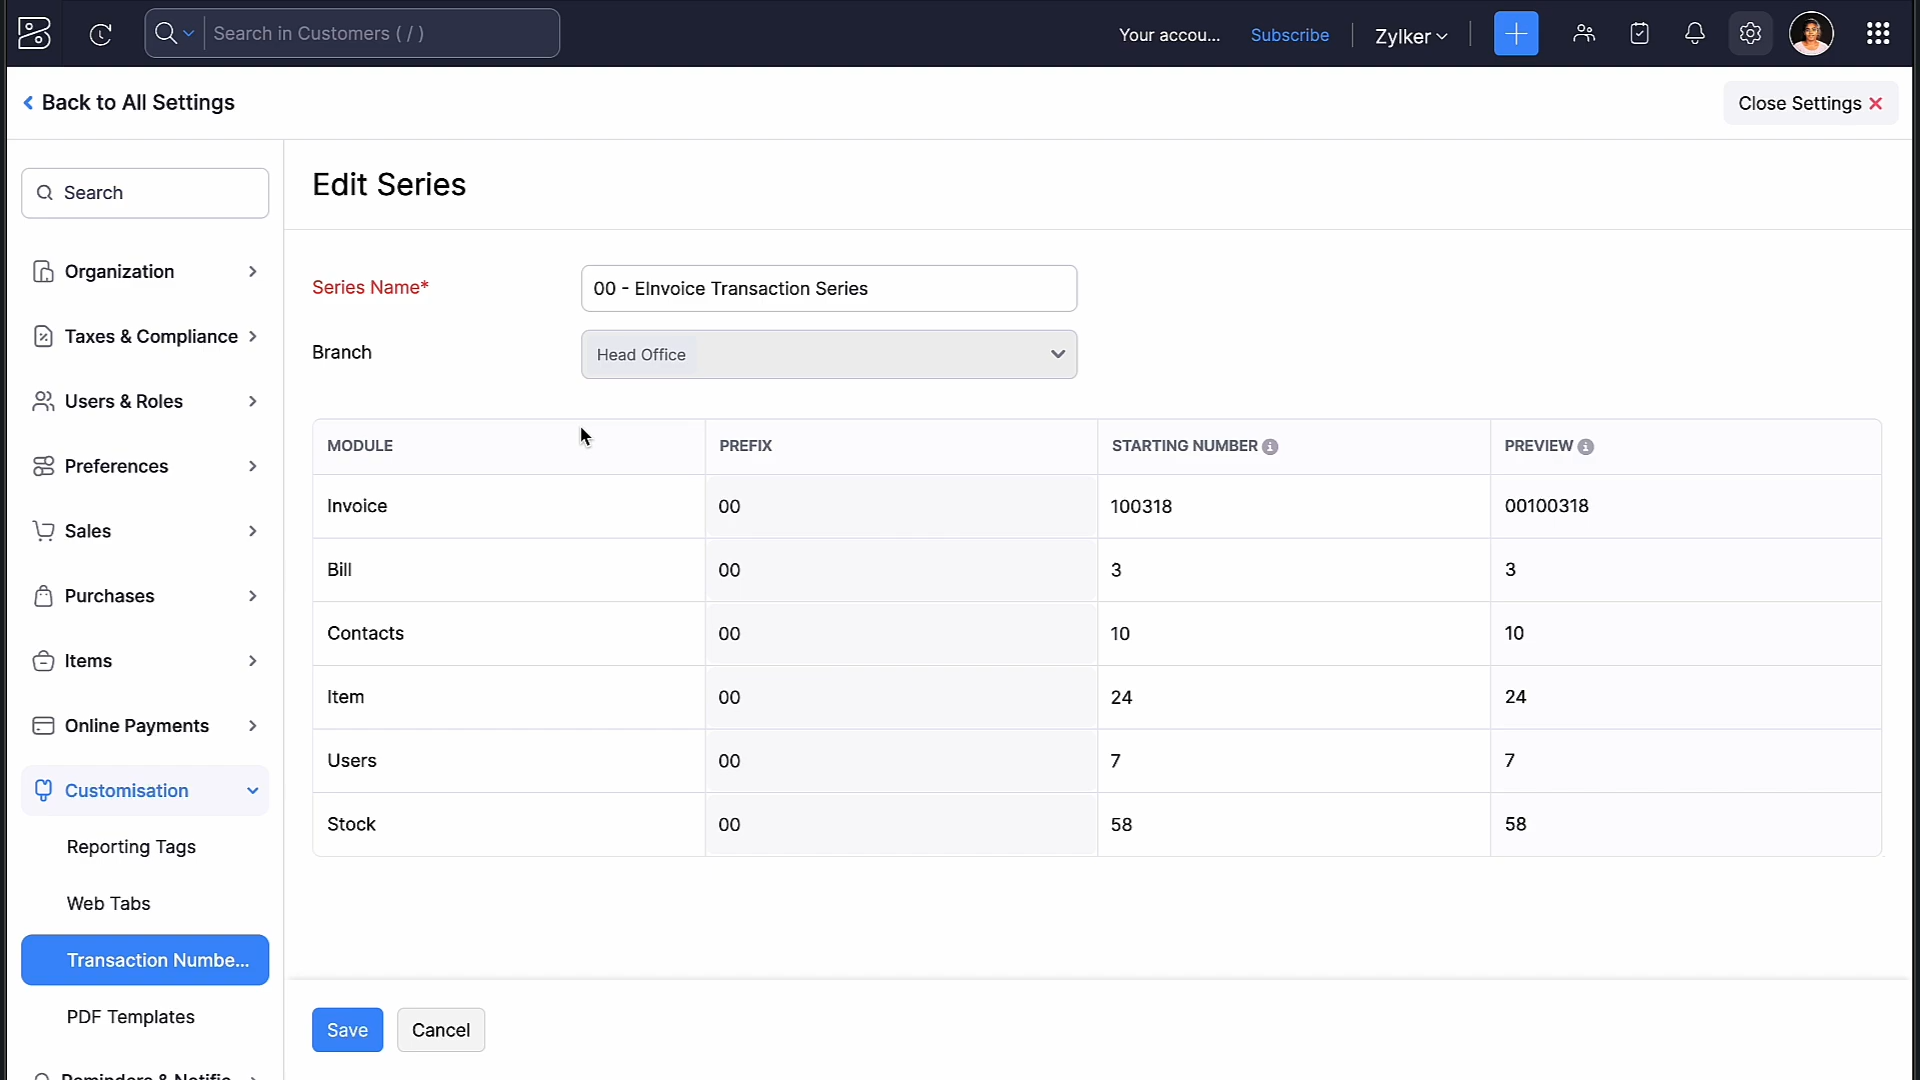 Search in Customers ( / )
Your accou...
Subscribe
Zylker
Back to All Settings
Close Settings
Search
Organization
Taxes & Compliance
Users & Roles
Preferences
Sales
Purchases
Items
Online Payments
Customisation
Reporting Tags
Web Tabs
Transaction Numbe...
PDF Templates
Reminders & Notific...
Edit Series
Series Name*
00 - EInvoice Transaction Series
Branch
Head Office
MODULE PREFIX STARTING NUMBER PREVIEW
Invoice 00 100318 00100318
Bill 00 3 3
Contacts 00 10 10
Item 00 24 24
Users 00 7 7
Stock 00 58 58
Save
Cancel